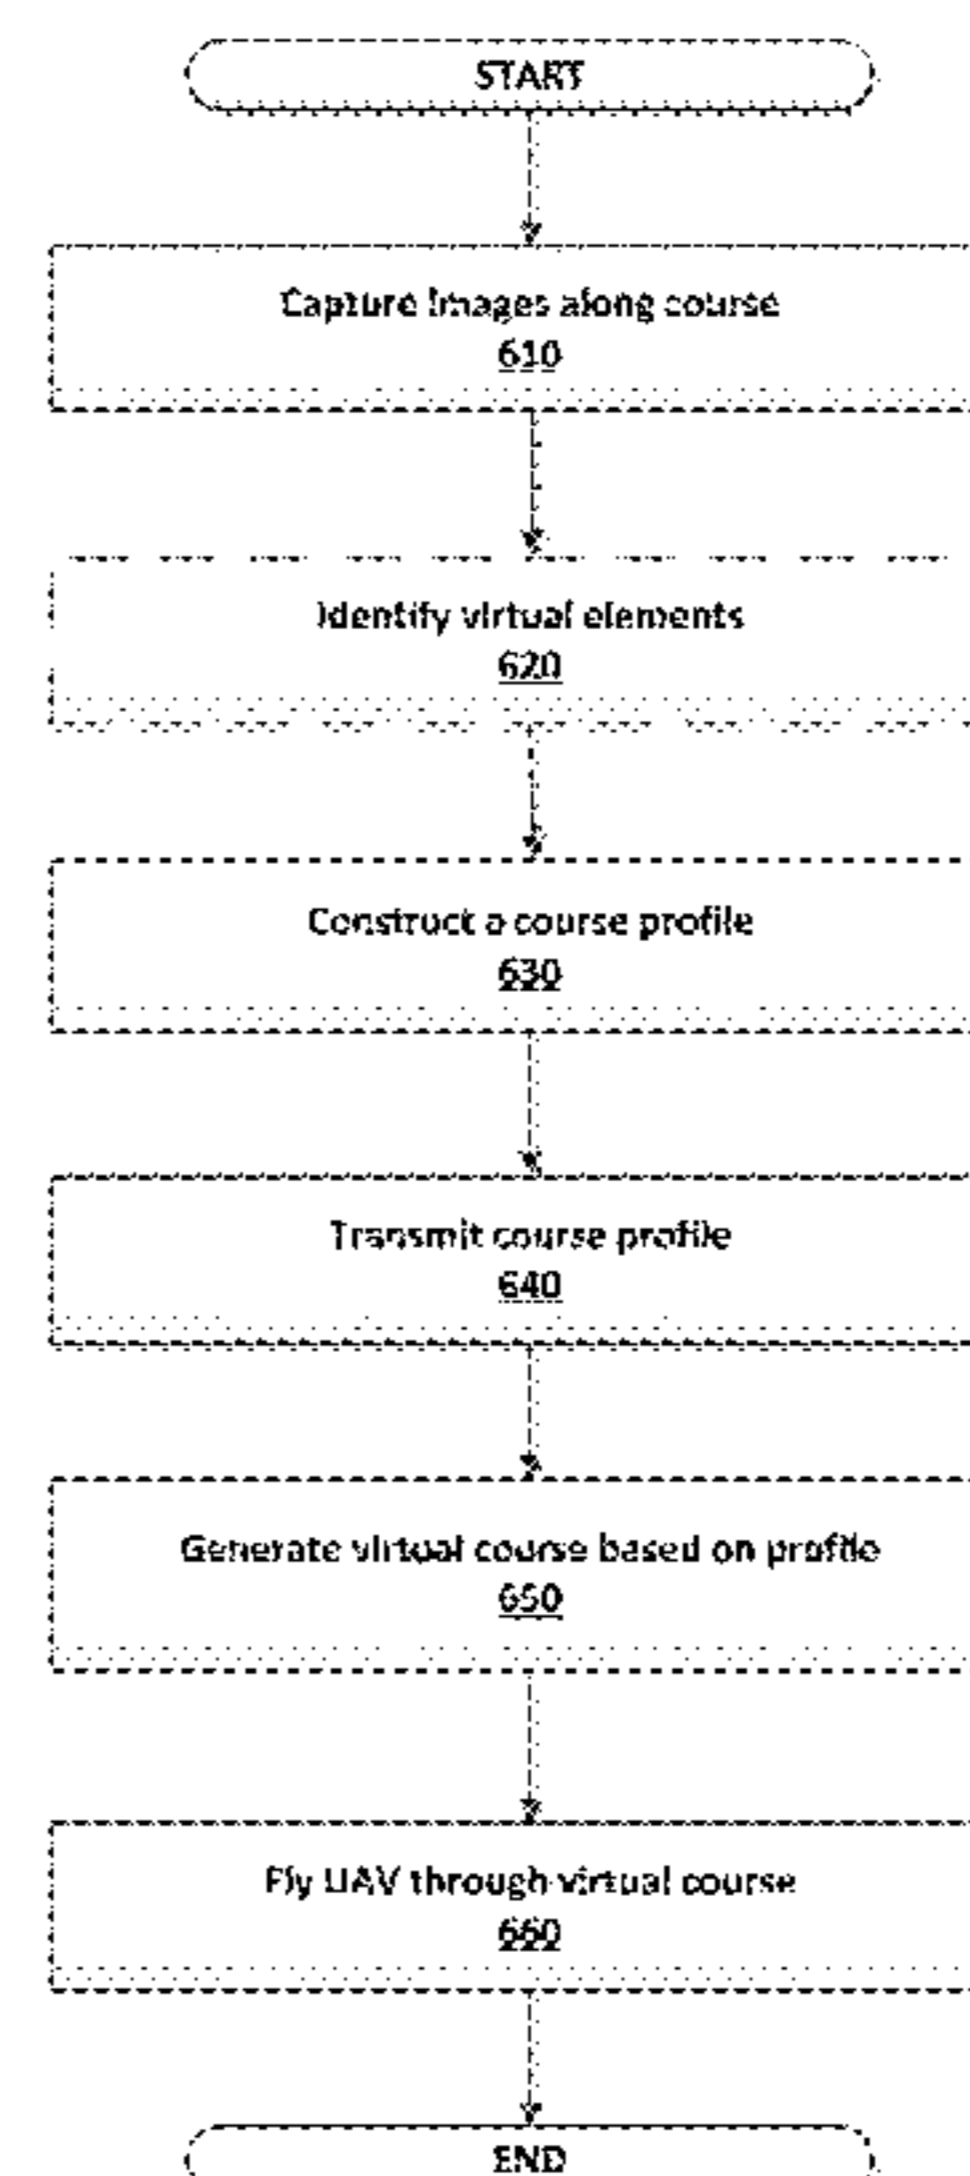 START
Capture images along course
610
Identify virtual elements
620
Construct a course profile
630
Transmit course profile
640
Generate virtual course based on profile
650
Fly UAV through virtual course
660
END